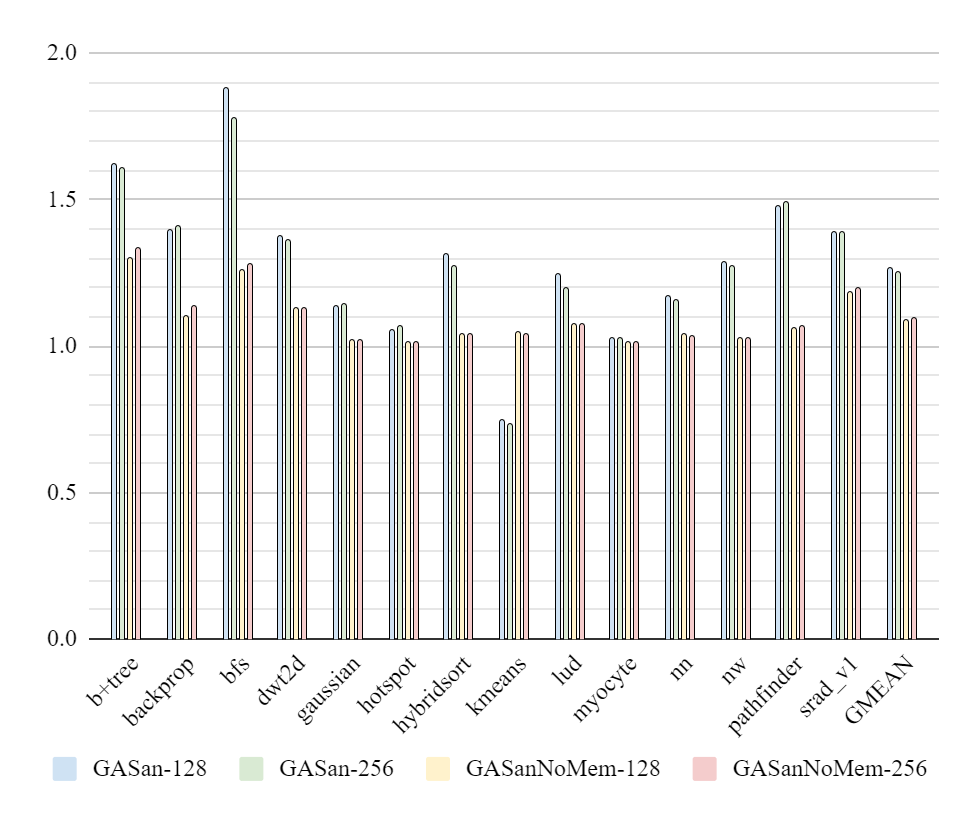 2.0
1.5
1.0
0.5
0.0
b+tree
backprop
bfs
dwt2d
gaussian
hotspot
hybridsort
kmeans
lud
myocyte
nn
nw
pathfinder
srad_v1
GMEAN
GASan-128 GASan-256 GASanNoMem-128 GASanNoMem-256